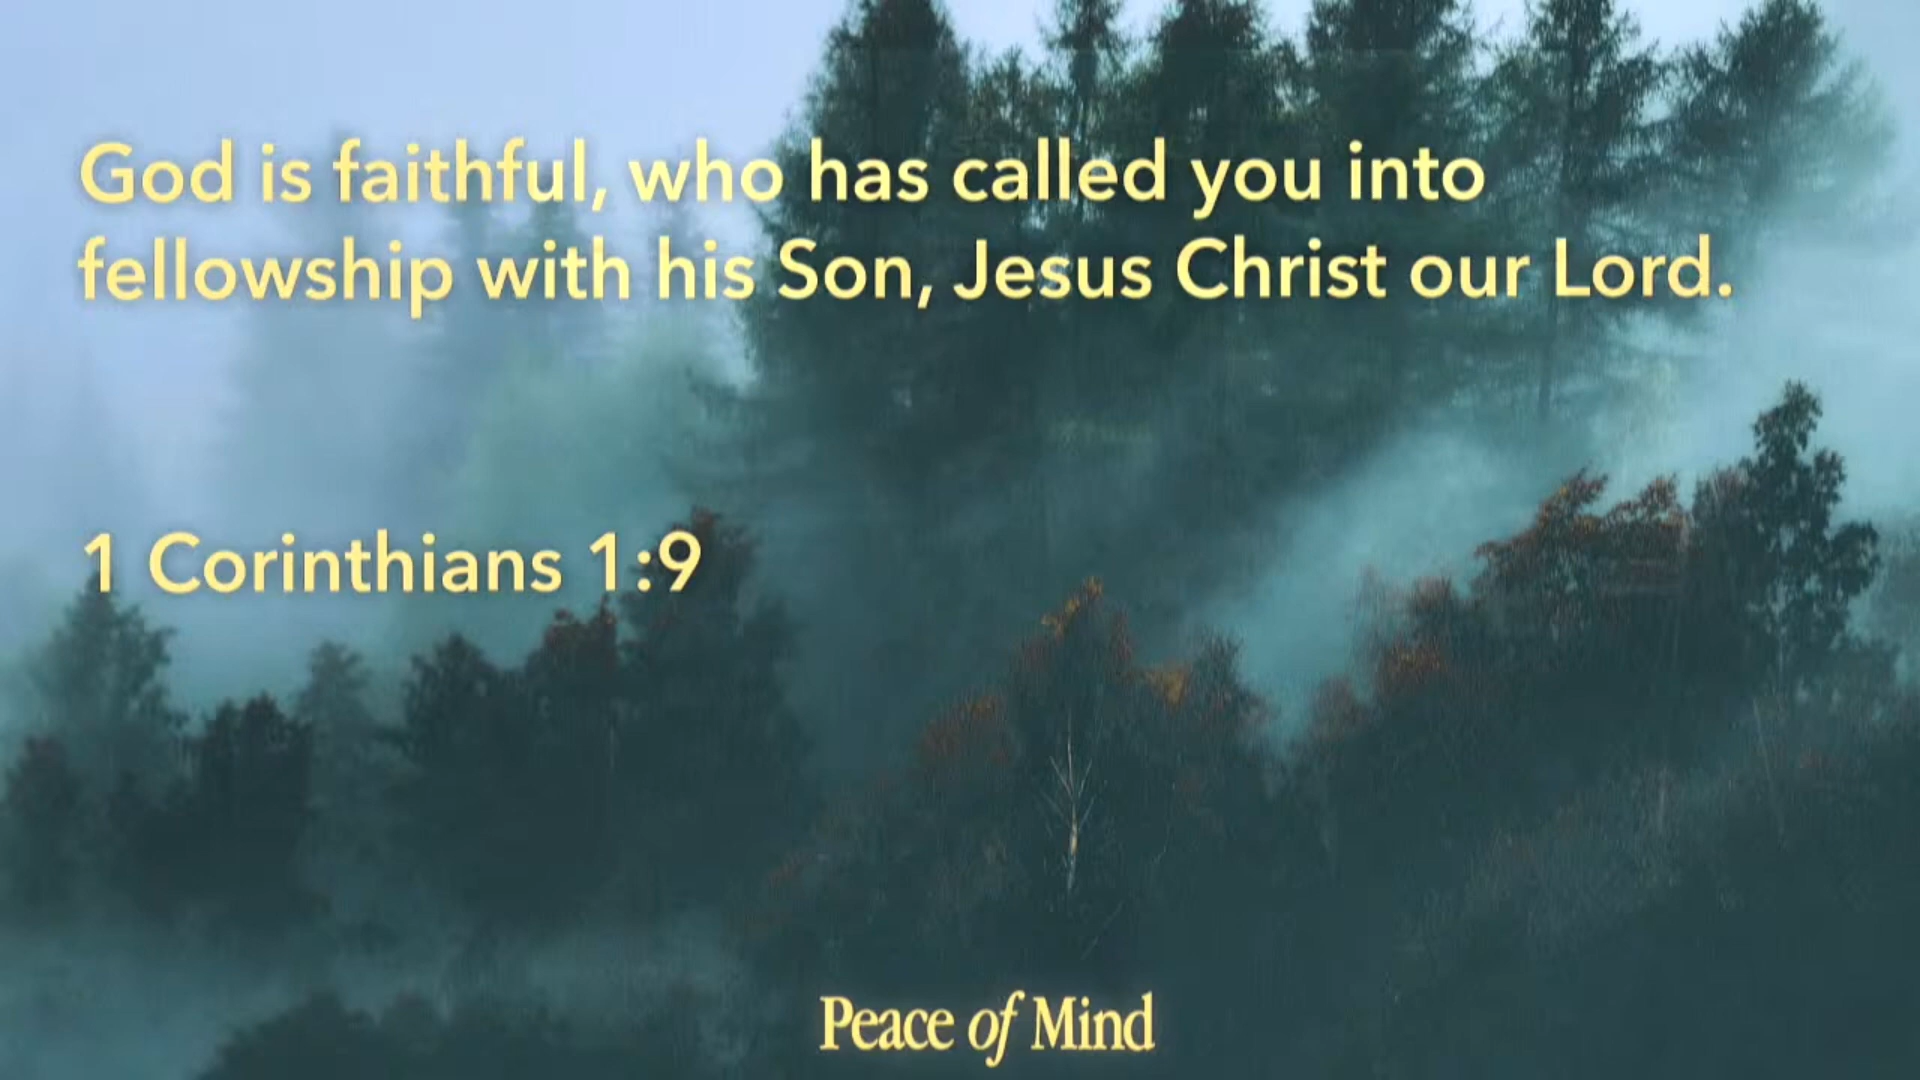 God is faithful, who has called you into
fellowship with his Son, Jesus Christ our Lord.
1 Corinthians 1:9
Peace of Mind